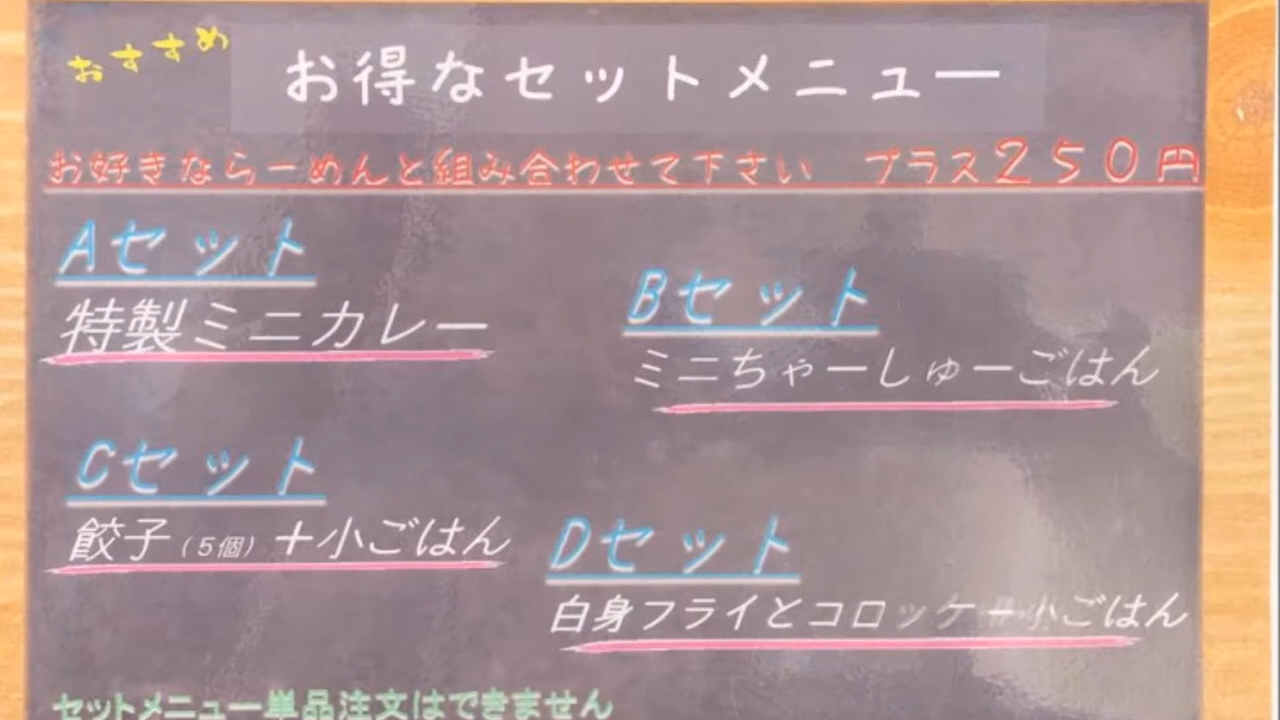 おすすめ
お得なセットメニュー
お好きならーめんと組み合わせて下さい　プラス250円
Aセット
特製ミニカレー
Bセット
ミニちゃーしゅーごはん
Cセット
餃子（5個）＋小ごはん
Dセット
白身フライとコロッケ＋小ごはん
セットメニュー単品注文はできません